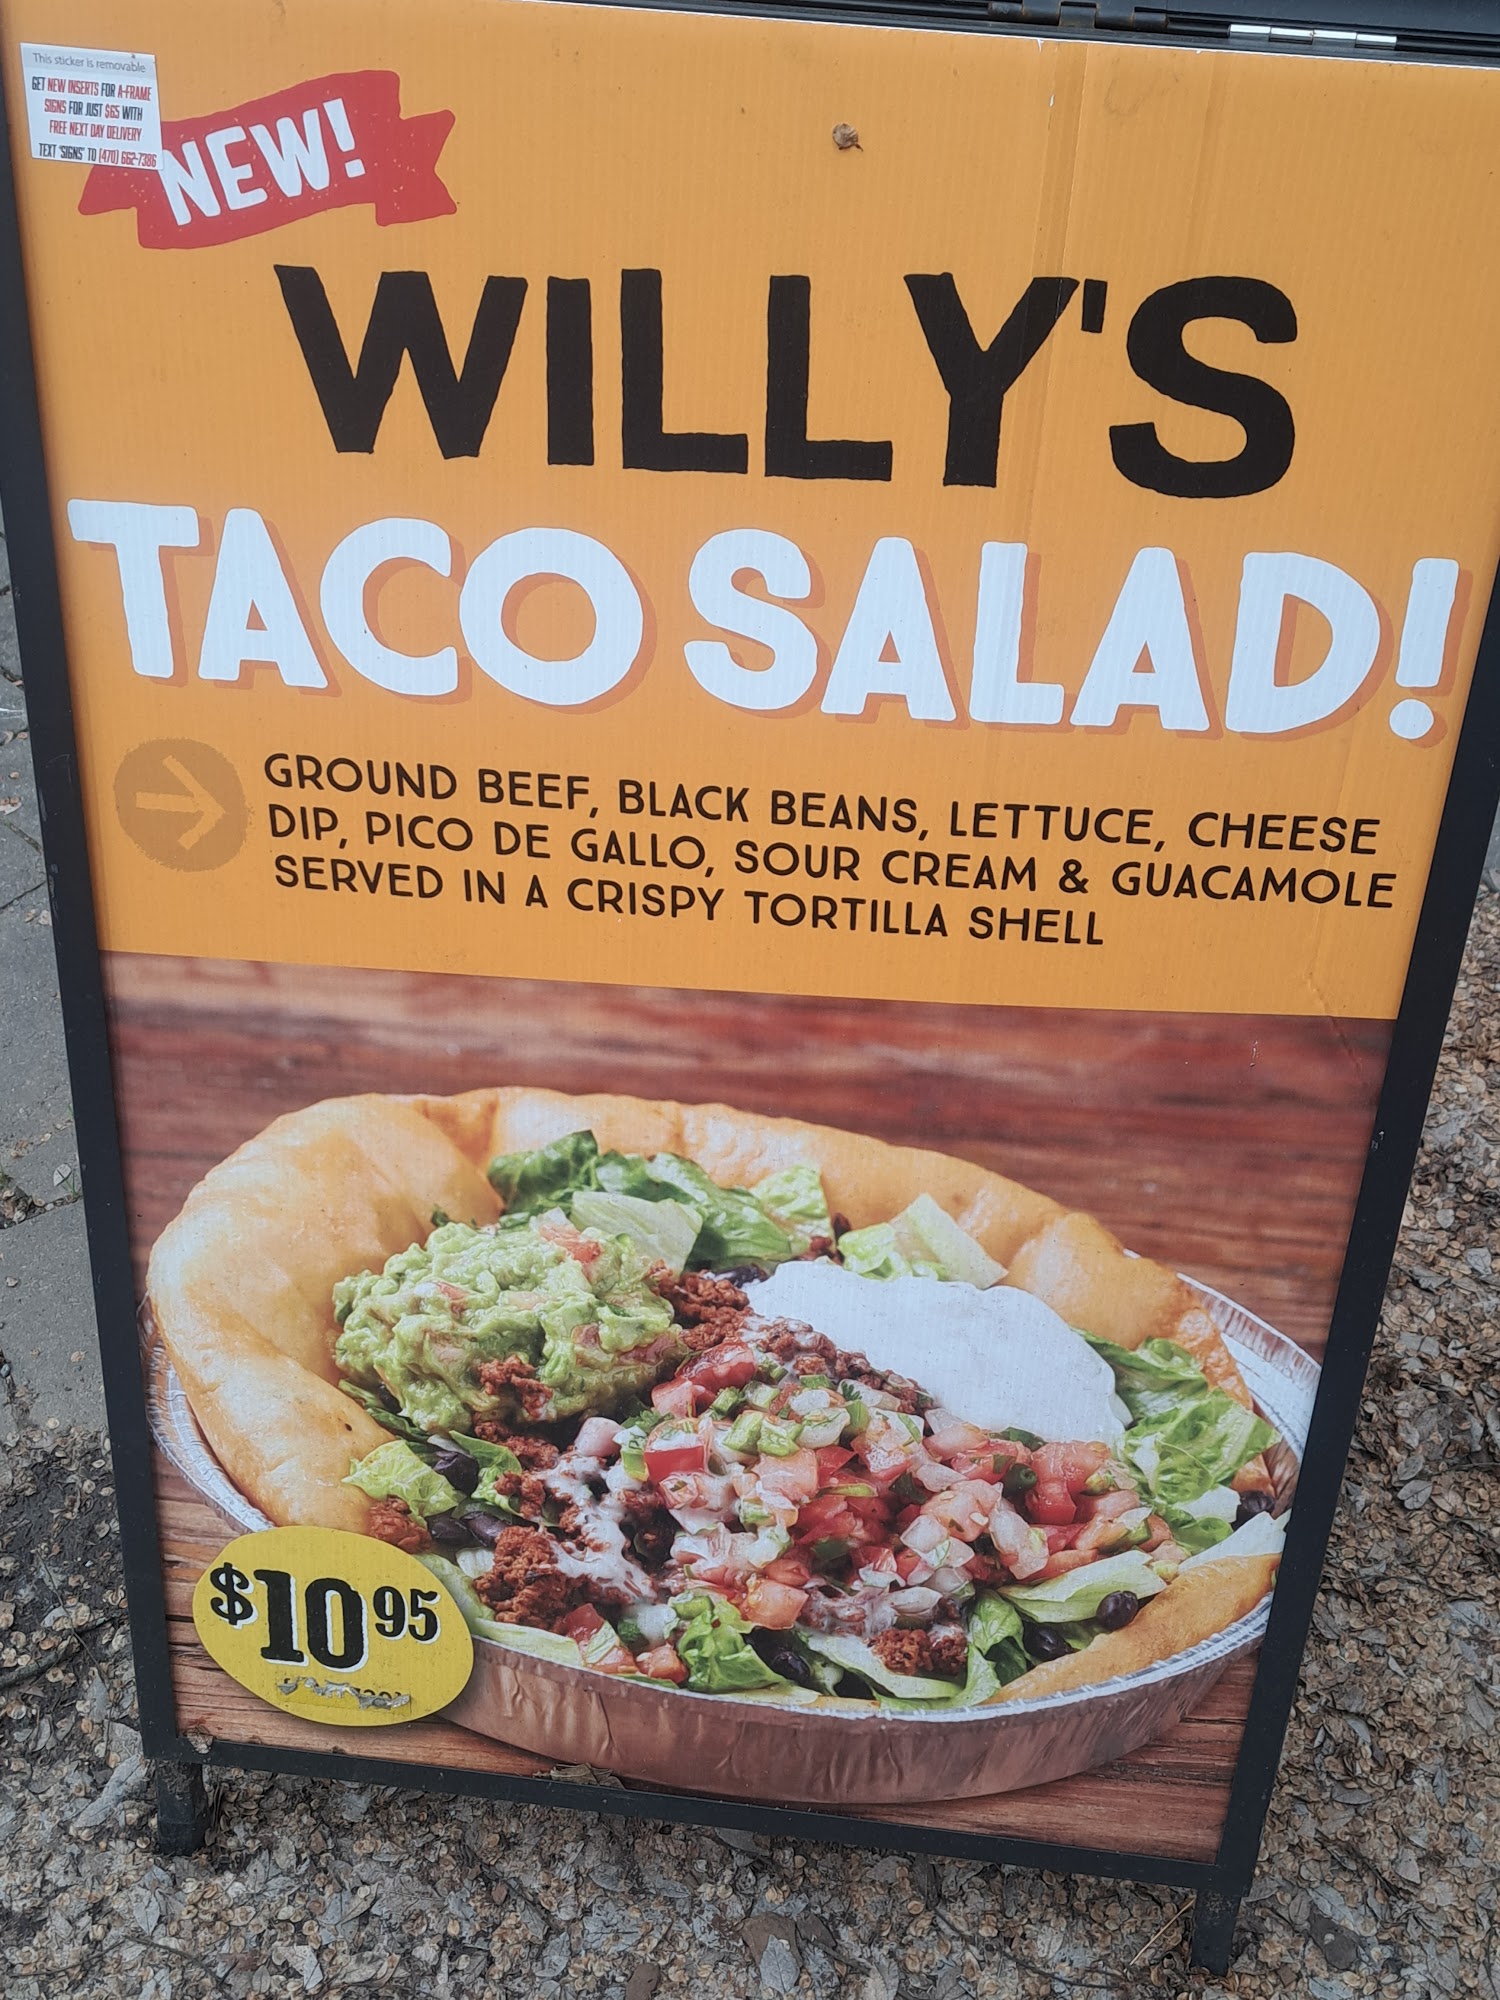 This sticker is removable
GET NEW INSERTS FOR A-FRAME
SIGNS FOR JUST $65 WITH
FREE NEXT DAY DELIVERY
TEXT 'SIGNS' TO (470) 662-7386
NEW!
WILLY'S
TACO SALAD!
GROUND BEEF, BLACK BEANS, LETTUCE, CHEESE
DIP, PICO DE GALLO, SOUR CREAM & GUACAMOLE
SERVED IN A CRISPY TORTILLA SHELL
$10 95